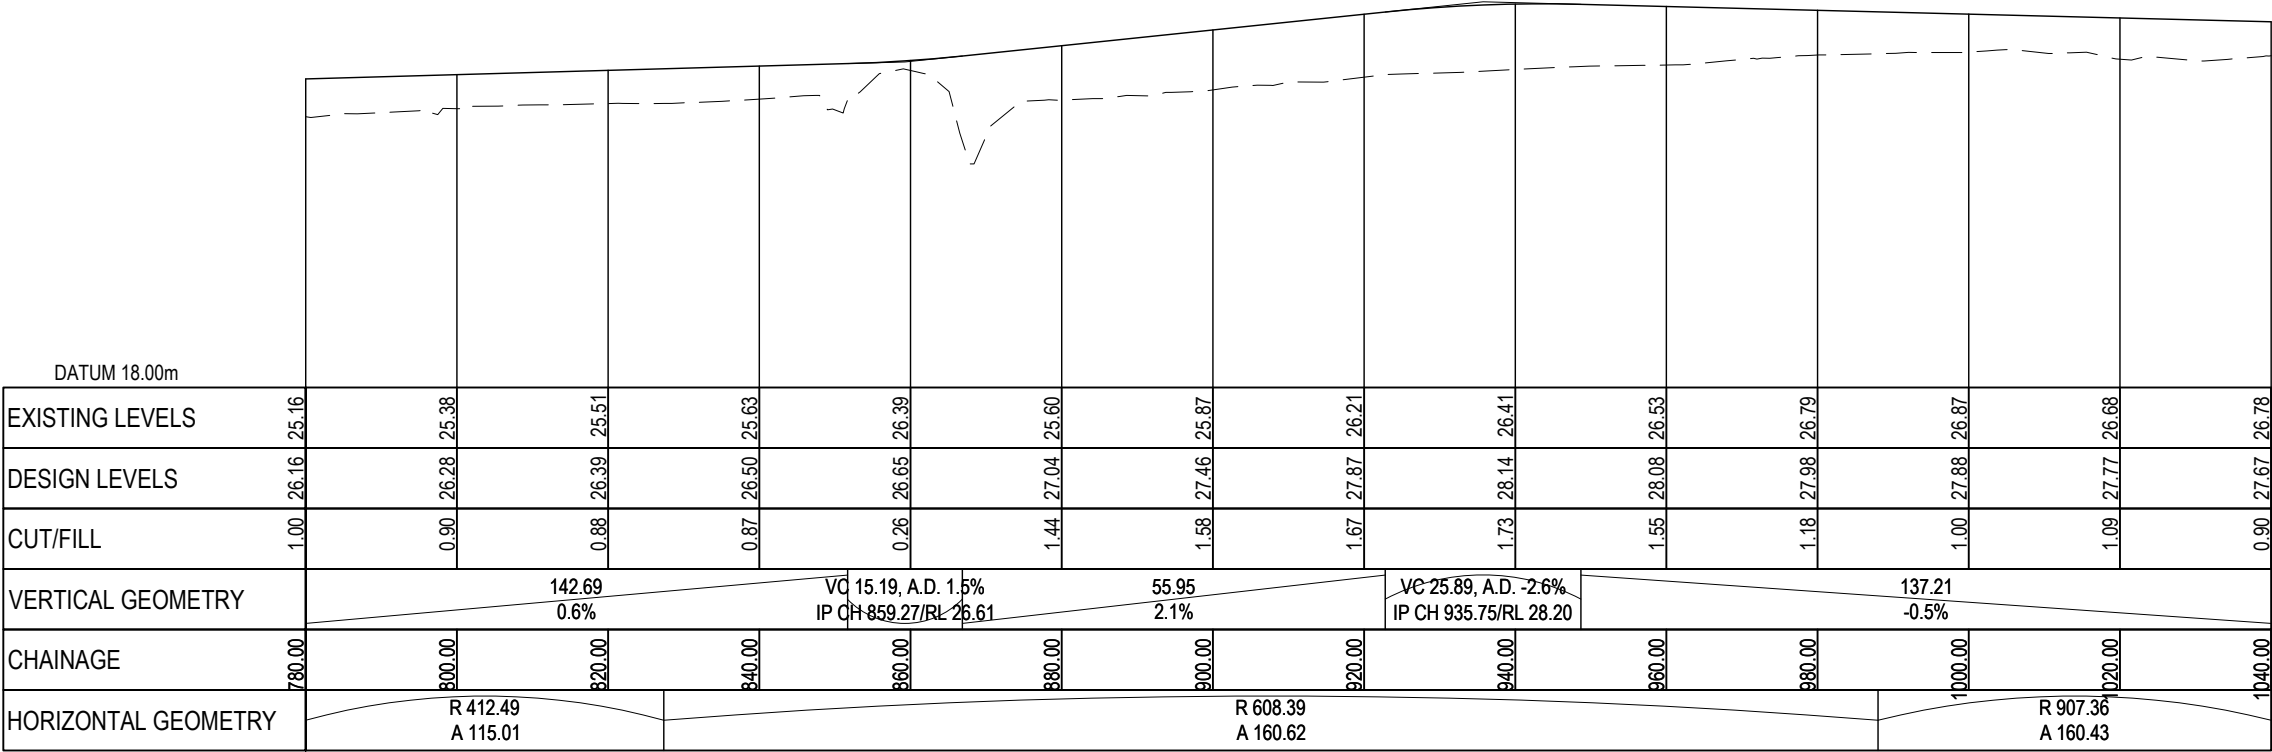 DATUM 18.00m
EXISTING LEVELS 25.16 25.38 25.51 25.63 26.39 25.60 25.87 26.21 26.41 26.53 26.79 26.87 26.68 26.78
DESIGN LEVELS 26.16 26.28 26.39 26.50 26.65 27.04 27.46 27.87 28.14 28.08 27.98 27.88 27.77 27.67
CUT/FILL 1.00 0.90 0.88 0.87 0.26 1.44 1.58 1.67 1.73 1.55 1.18 1.00 1.09 0.90
VERTICAL GEOMETRY
142.69
0.6%
VC 15.19, A.D. 1.5%
IP CH 859.27/RL 26.61
55.95
2.1%
VC 25.89, A.D. -2.6%
IP CH 935.75/RL 28.20
137.21
-0.5%
CHAINAGE 780.00 800.00 820.00 840.00 860.00 880.00 900.00 920.00 940.00 960.00 980.00 1000.00 1020.00 1040.00
HORIZONTAL GEOMETRY
R 412.49
A 115.01
R 608.39
A 160.62
R 907.36
A 160.43